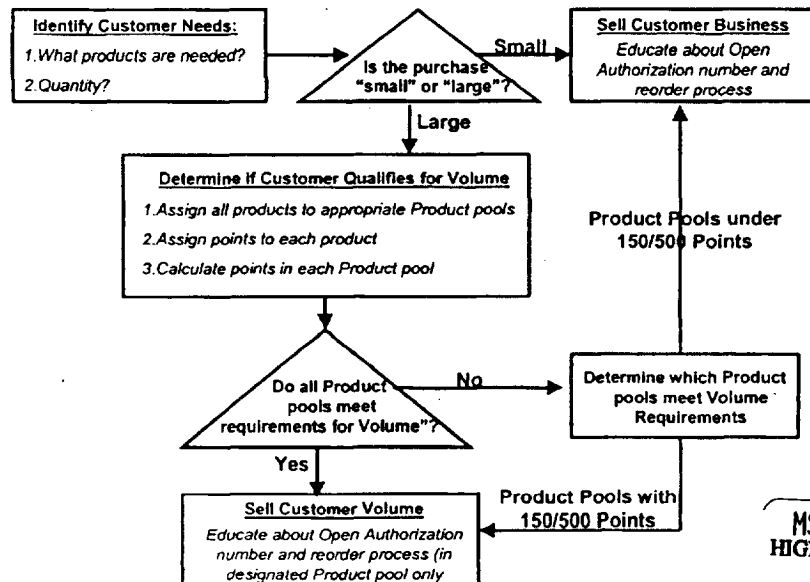 Identify Customer Needs:
1.What products are needed?
2.Quantity?
Is the purchase
"small" or "large"?
Small
Sell Customer Business
Educate about Open
Authorization number and
reorder process
Large
Determine if Customer Qualifies for Volume
1.Assign all products to appropriate Product pools
2.Assign points to each product
3.Calculate points in each Product pool
Product Pools under
150/500 Points
Do all Product
pools meet
requirements for Volume"?
No
Determine which Product
pools meet Volume
Requirements
Yes
Sell Customer Volume
Educate about Open Authorization
number and reorder process (in
designated Product pool only
Product Pools with
150/500 Points